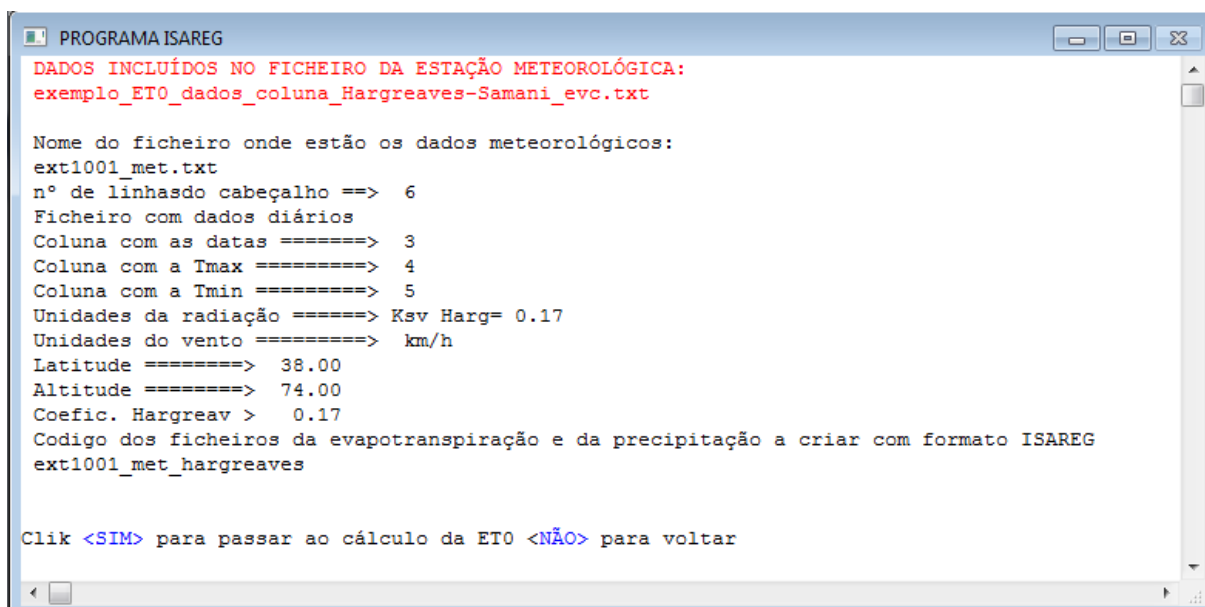 PROGRAMA ISAREG
DADOS INCLUÍDOS NO FICHEIRO DA ESTAÇÃO METEOROLÓGICA:
exemplo_ET0_dados_coluna_Hargreaves-Samani_evc.txt
Nome do ficheiro onde estão os dados meteorológicos:
ext1001_met.txt
nº de linhasdo cabeçalho ==> 6
Ficheiro com dados diários
Coluna com as datas =======> 3
Coluna com a Tmax =========> 4
Coluna com a Tmin =========> 5
Unidades da radiação ======> Ksv Harg= 0.17
Unidades do vento =========> km/h
Latitude ========> 38.00
Altitude ========> 74.00
Coefic. Hargreav > 0.17
Codigo dos ficheiros da evapotranspiração e da precipitação a criar com formato ISAREG
ext1001_met_hargreaves
Clik <SIM> para passar ao cálculo da ET0 <NÃO> para voltar